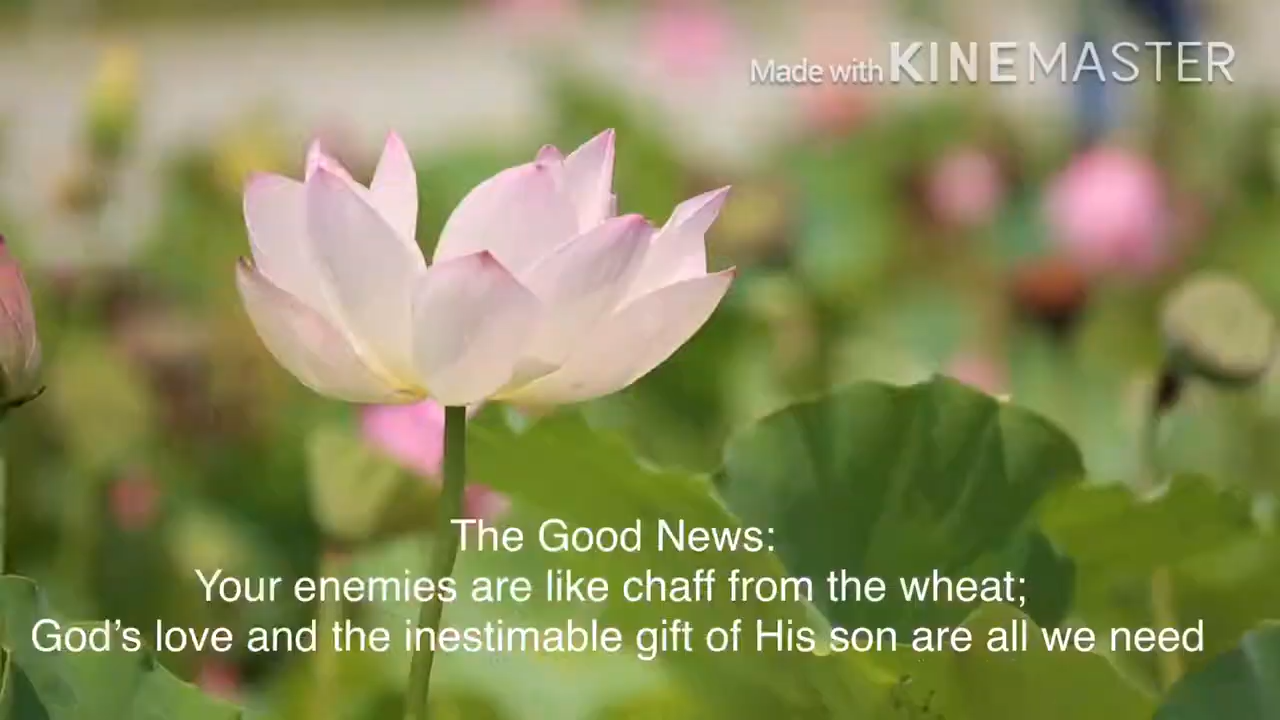 Made with KINEMASTER
The Good News:
Your enemies are like chaff from the wheat;
God’s love and the inestimable gift of His son are all we need